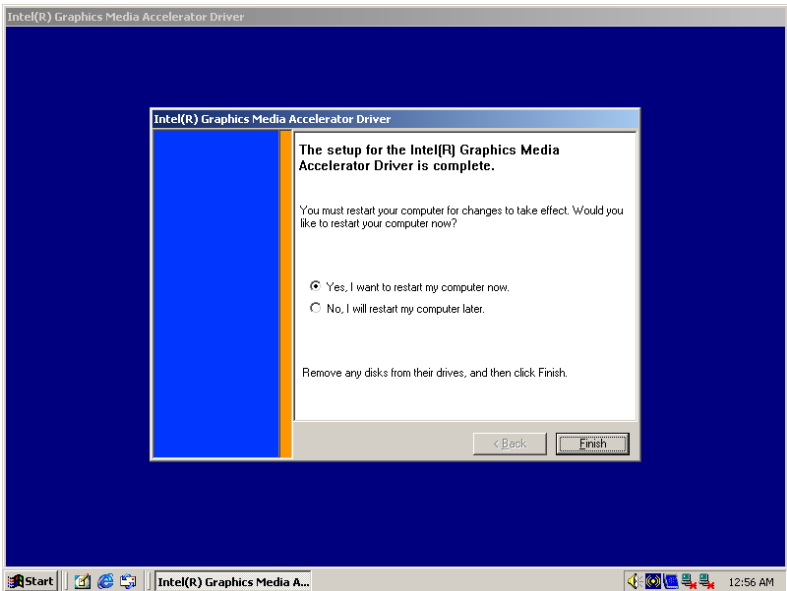 Intel(R) Graphics Media Accelerator Driver
Intel(R) Graphics Media Accelerator Driver
The setup for the Intel(R) Graphics Media
Accelerator Driver is complete.
You must restart your computer for changes to take effect. Would you
like to restart your computer now?
Yes, I want to restart my computer now.
No, I will restart my computer later.
Remove any disks from their drives, and then click Finish.
< Back
Finish
Start
Intel(R) Graphics Media A...
12:56 AM